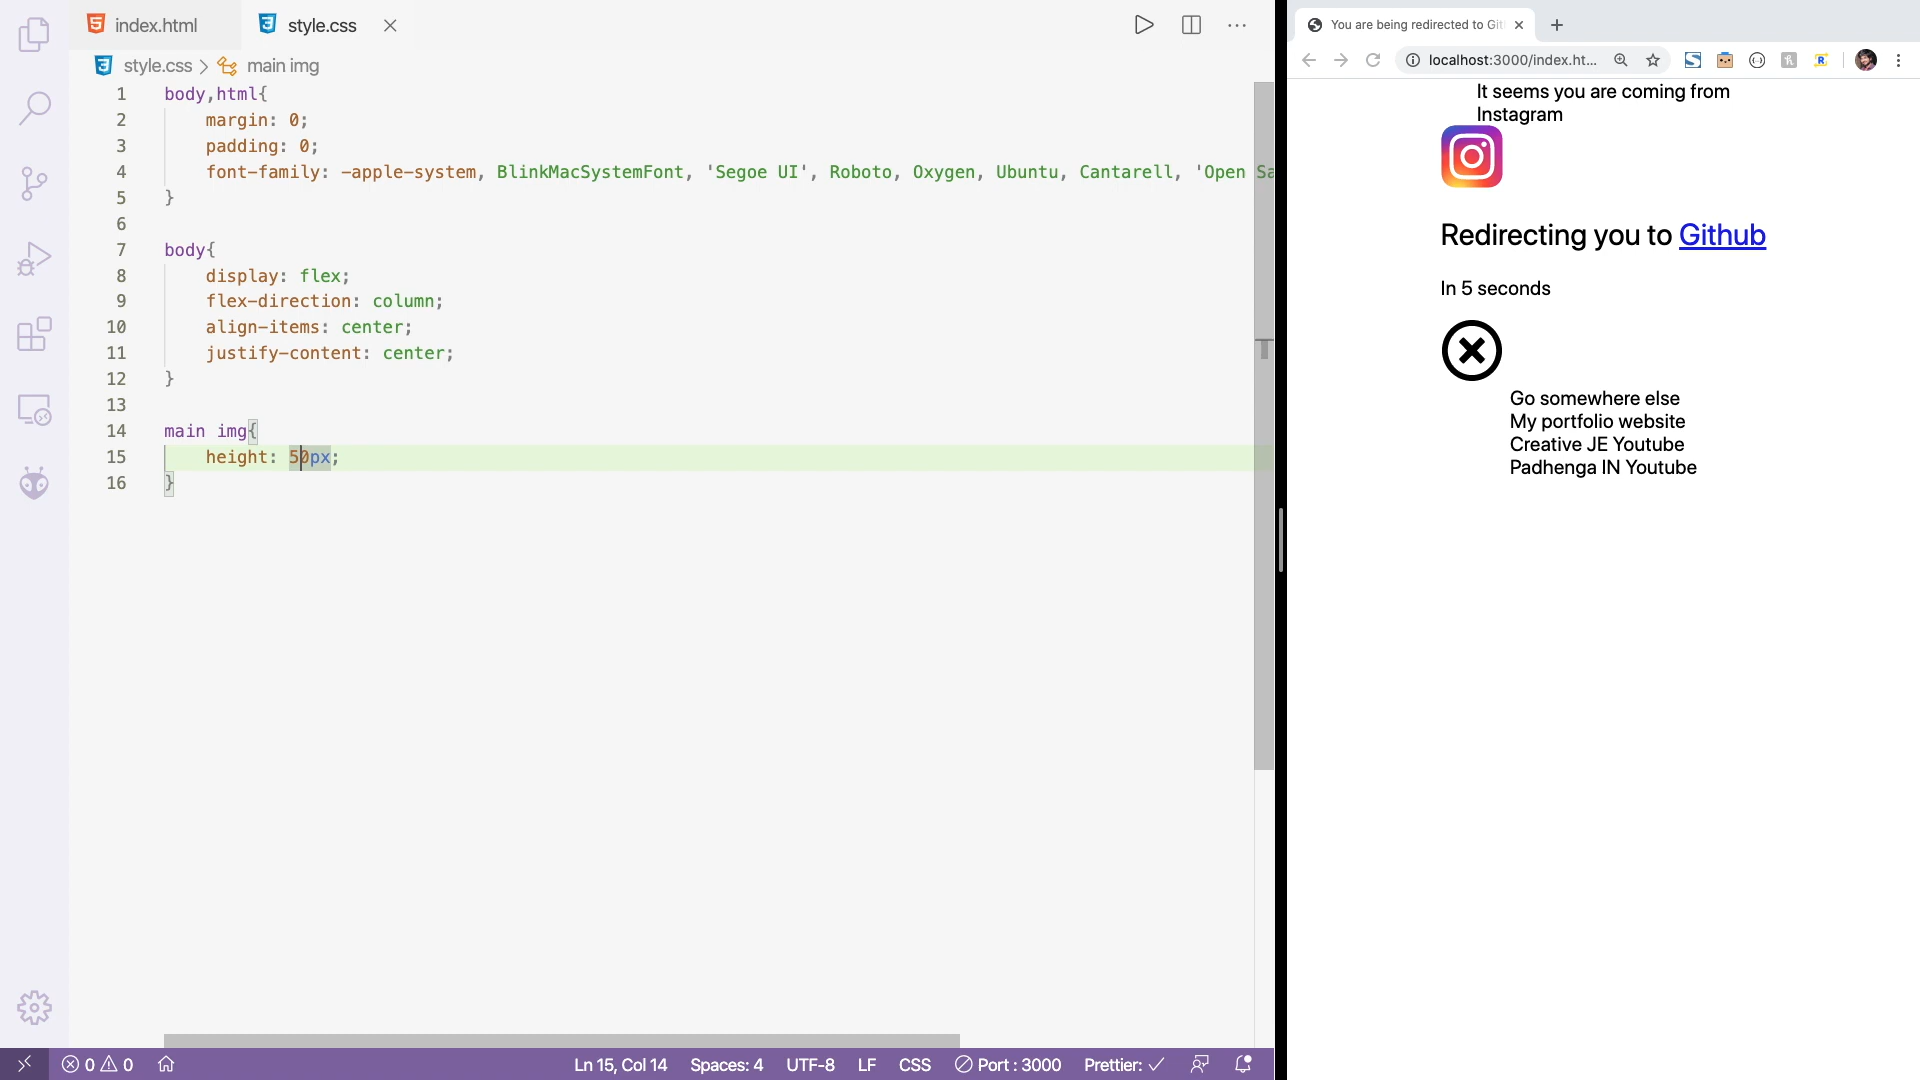 index.html
style.css
style.css > main img
1 body,html{
2 margin: 0;
3 padding: 0;
4 font-family: -apple-system, BlinkMacSystemFont, 'Segoe UI', Roboto, Oxygen, Ubuntu, Cantarell, 'Open Sa
5 }
6
7 body{
8 display: flex;
9 flex-direction: column;
10 align-items: center;
11 justify-content: center;
12 }
13
14 main img{
15 height: 50px;
16 }
0 0
Ln 15, Col 14
Spaces: 4
UTF-8
LF
CSS
Port : 3000
Prettier: ✓
You are being redirected to Git
localhost:3000/index.ht...
It seems you are coming from
Instagram
Redirecting you to Github
In 5 seconds
Go somewhere else
My portfolio website
Creative JE Youtube
Padhenga IN Youtube